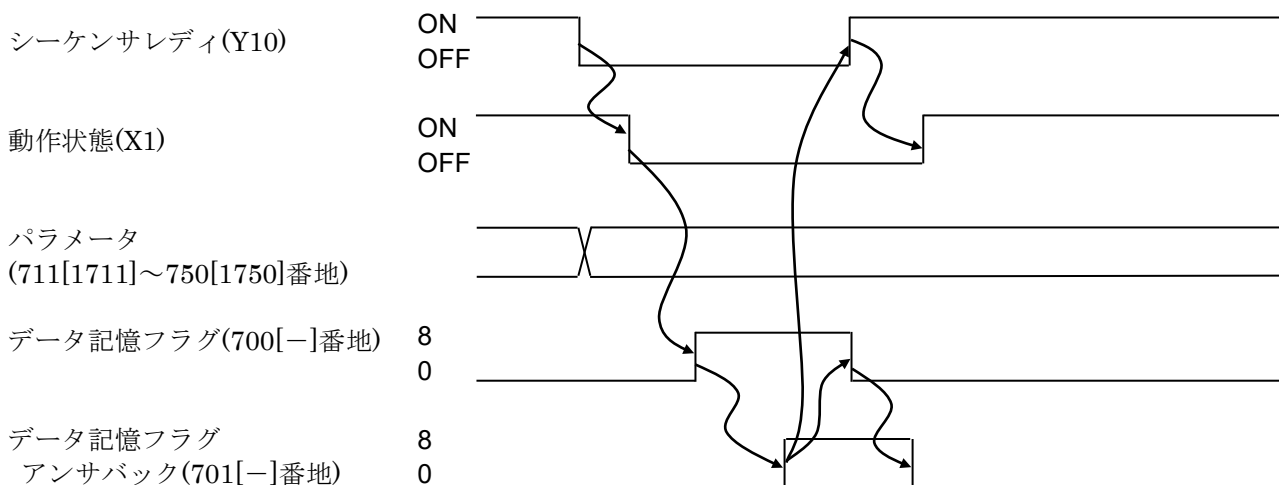 シーケンサレディ(Y10)
ON
OFF
動作状態(X1)
ON
OFF
パラメータ
(711[1711]～750[1750]番地)
データ記憶フラグ(700[－]番地)
8
0
データ記憶フラグ
アンサバック(701[－]番地)
8
0